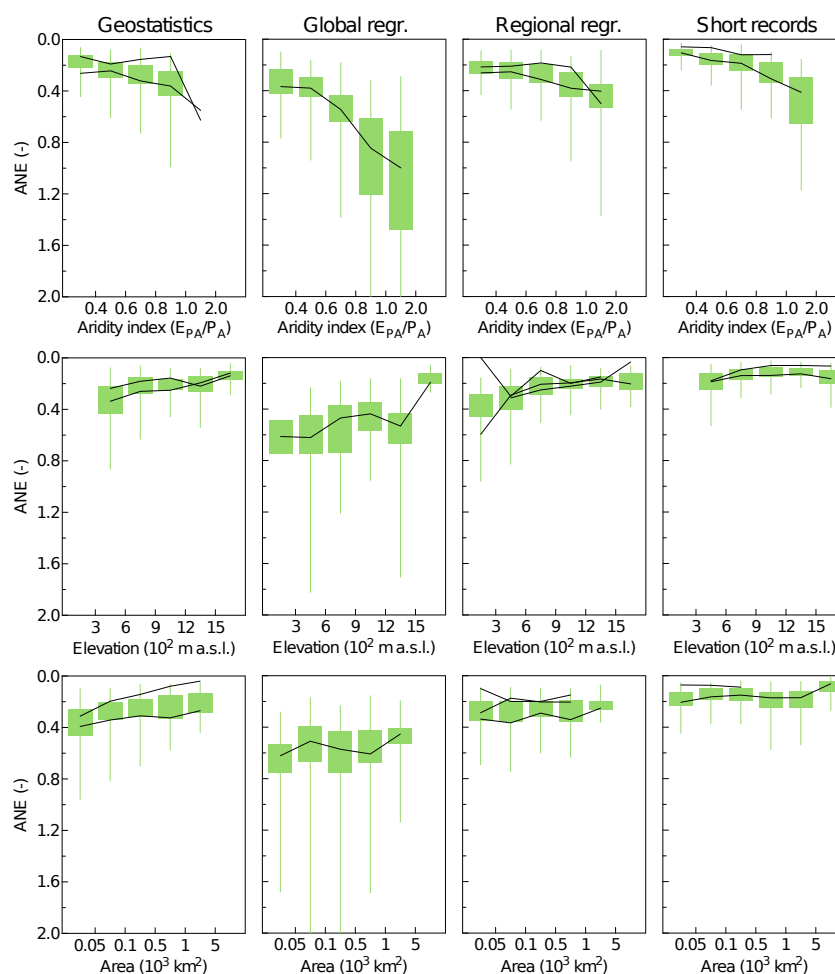 Geostatistics Global regr. Regional regr. Short records
0.0
0.4
0.8
1.2
1.6
2.0
ANE (-)
0.4 0.6 0.8 1.0 2.0 0.4 0.6 0.8 1.0 2.0 0.4 0.6 0.8 1.0 2.0 0.4 0.6 0.8 1.0 2.0
Aridity index (E_PA/P_A) Aridity index (E_PA/P_A) Aridity index (E_PA/P_A) Aridity index (E_PA/P_A)
0.0
0.4
0.8
1.2
1.6
2.0
ANE (-)
3 6 9 12 15 3 6 9 12 15 3 6 9 12 15 3 6 9 12 15
Elevation (10² m a.s.l.) Elevation (10² m a.s.l.) Elevation (10² m a.s.l.) Elevation (10² m a.s.l.)
0.0
0.4
0.8
1.2
1.6
2.0
ANE (-)
0.05 0.1 0.5 1 5 0.05 0.1 0.5 1 5 0.05 0.1 0.5 1 5 0.05 0.1 0.5 1 5
Area (10³ km²) Area (10³ km²) Area (10³ km²) Area (10³ km²)